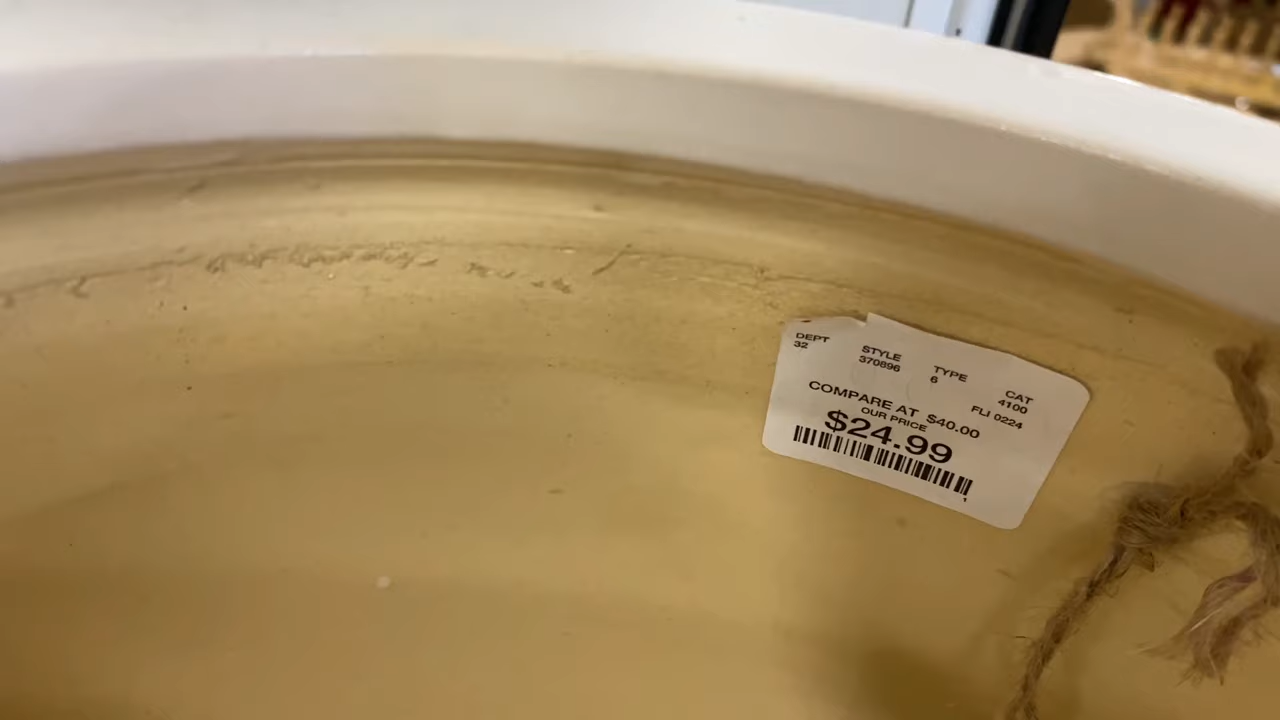 DEPT STYLE TYPE CAT
32 370896 6 4100
FLI 0224
COMPARE AT $40.00
OUR PRICE
$24.99